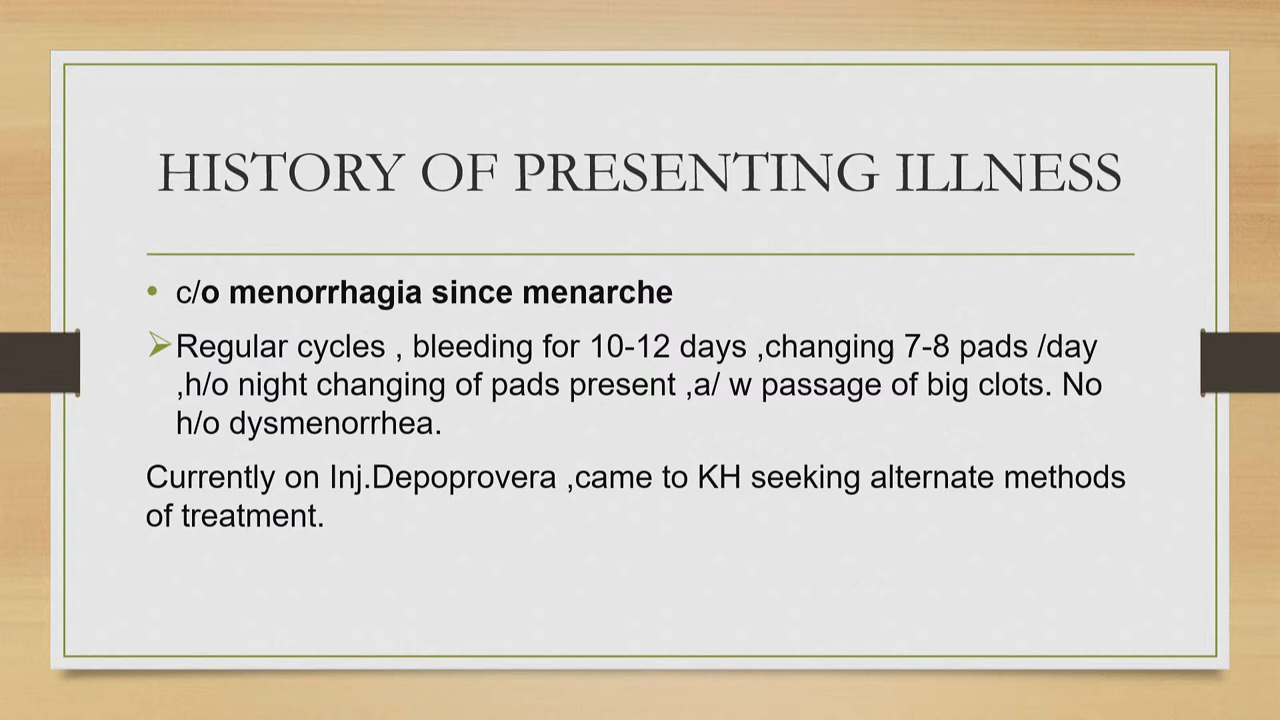 HISTORY OF PRESENTING ILLNESS
• c/o menorrhagia since menarche
➢Regular cycles , bleeding for 10-12 days ,changing 7-8 pads /day
,h/o night changing of pads present ,a/ w passage of big clots. No
h/o dysmenorrhea.
Currently on Inj.Depoprovera ,came to KH seeking alternate methods
of treatment.